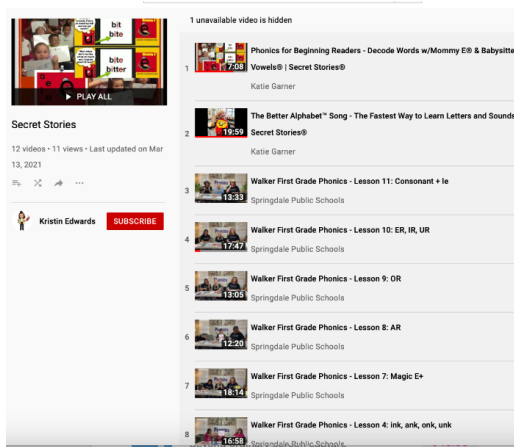 1 unavailable video is hidden
bit
bite
bite
bitter
PLAY ALL
Secret Stories
12 videos • 11 views • Last updated on Mar
13, 2021
Kristin Edwards
SUBSCRIBE
1
7:08
Phonics for Beginning Readers - Decode Words w/Mommy E® & Babysitte
Vowels® | Secret Stories®
Katie Garner
2
19:59
The Better Alphabet™ Song - The Fastest Way to Learn Letters and Sounds
Secret Stories®
Katie Garner
3
13:33
Walker First Grade Phonics - Lesson 11: Consonant + le
Springdale Public Schools
4
17:47
Walker First Grade Phonics - Lesson 10: ER, IR, UR
Springdale Public Schools
5
13:05
Walker First Grade Phonics - Lesson 9: OR
Springdale Public Schools
6
12:20
Walker First Grade Phonics - Lesson 8: AR
Springdale Public Schools
7
18:14
Walker First Grade Phonics - Lesson 7: Magic E+
Springdale Public Schools
8
16:58
Walker First Grade Phonics - Lesson 4: ink, ank, onk, unk
Springdale Public Schools